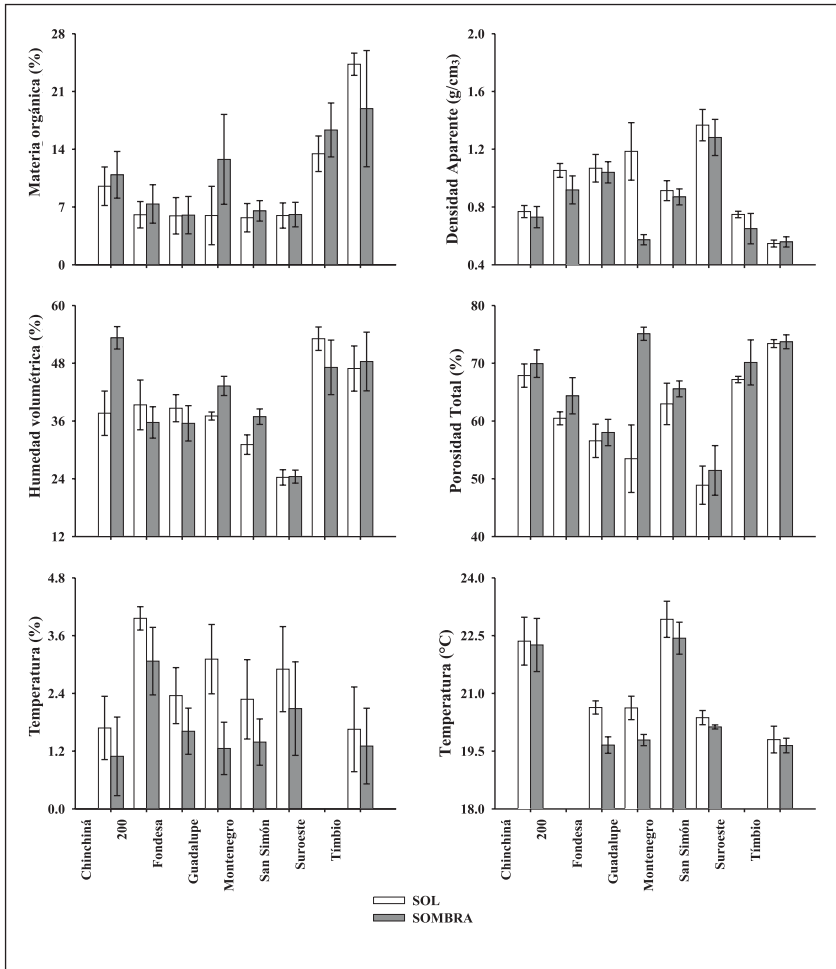 Materia orgánica (%)
28
21
14
7
0
Densidad Aparente (g/cm3)
2.0
1.6
1.2
0.8
0.4
Humedad volumétrica (%)
60
48
36
24
12
Porosidad Total (%)
80
70
60
50
40
Temperatura (%)
4.8
3.6
2.4
1.2
0.0
Chinchiná
200
Fondesa
Guadalupe
Montenegro
San Simón
Suroeste
Timbio
Temperatura (°C)
24.0
22.5
21.0
19.5
18.0
Chinchiná
200
Fondesa
Guadalupe
Montenegro
San Simón
Suroeste
Timbio
SOL
SOMBRA